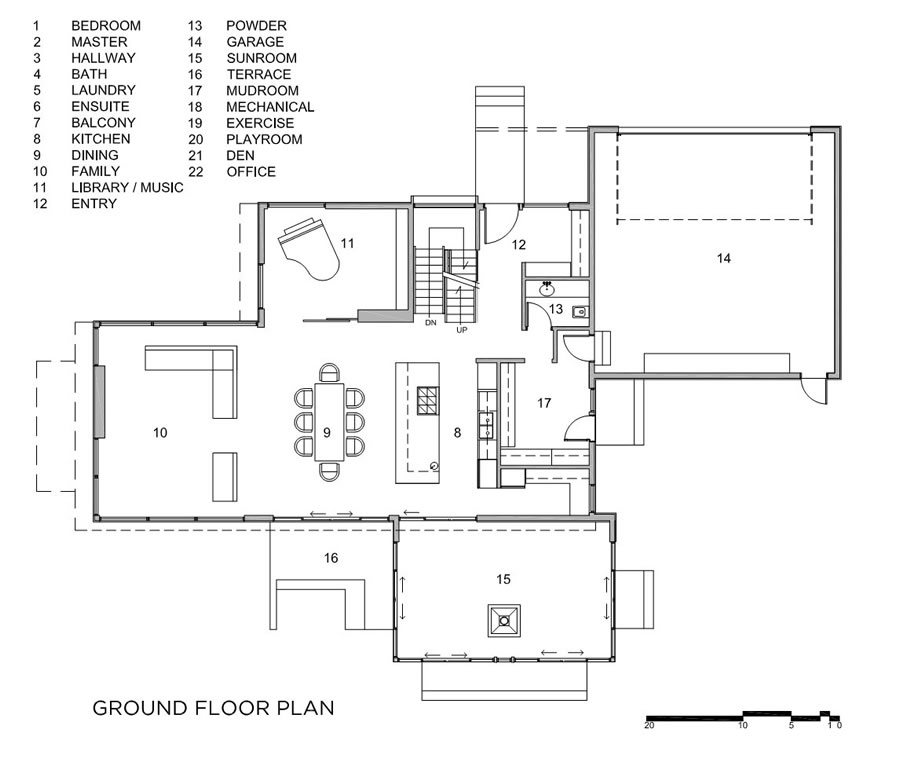 1 BEDROOM
2 MASTER
3 HALLWAY
4 BATH
5 LAUNDRY
6 ENSUITE
7 BALCONY
8 KITCHEN
9 DINING
10 FAMILY
11 LIBRARY / MUSIC
12 ENTRY
13 POWDER
14 GARAGE
15 SUNROOM
16 TERRACE
17 MUDROOM
18 MECHANICAL
19 EXERCISE
20 PLAYROOM
21 DEN
22 OFFICE
11
12
14
13
DN
UP
10
9
8
17
16
15
GROUND FLOOR PLAN
20 10 5 1 0